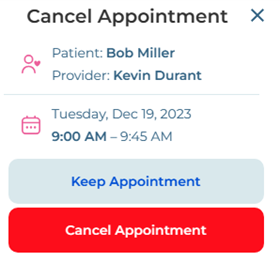 Cancel Appointment
Patient: Bob Miller
Provider: Kevin Durant
Tuesday, Dec 19, 2023
9:00 AM – 9:45 AM
Keep Appointment
Cancel Appointment